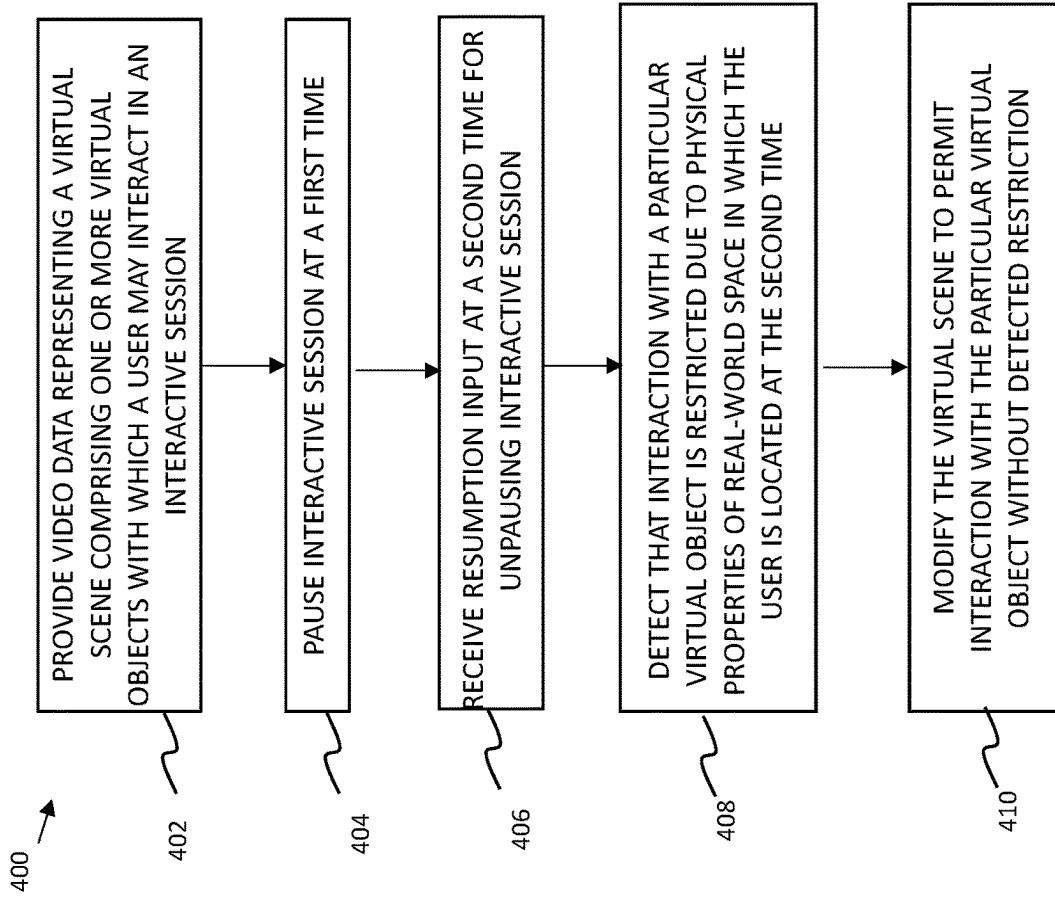 400
402
PROVIDE VIDEO DATA REPRESENTING A VIRTUAL
SCENE COMPRISING ONE OR MORE VIRTUAL
OBJECTS WITH WHICH A USER MAY INTERACT IN AN
INTERACTIVE SESSION
404
PAUSE INTERACTIVE SESSION AT A FIRST TIME
406
RECEIVE RESUMPTION INPUT AT A SECOND TIME FOR
UNPAUSING INTERACTIVE SESSION
408
DETECT THAT INTERACTION WITH A PARTICULAR
VIRTUAL OBJECT IS RESTRICTED DUE TO PHYSICAL
PROPERTIES OF REAL-WORLD SPACE IN WHICH THE
USER IS LOCATED AT THE SECOND TIME
410
MODIFY THE VIRTUAL SCENE TO PERMIT
INTERACTION WITH THE PARTICULAR VIRTUAL
OBJECT WITHOUT DETECTED RESTRICTION